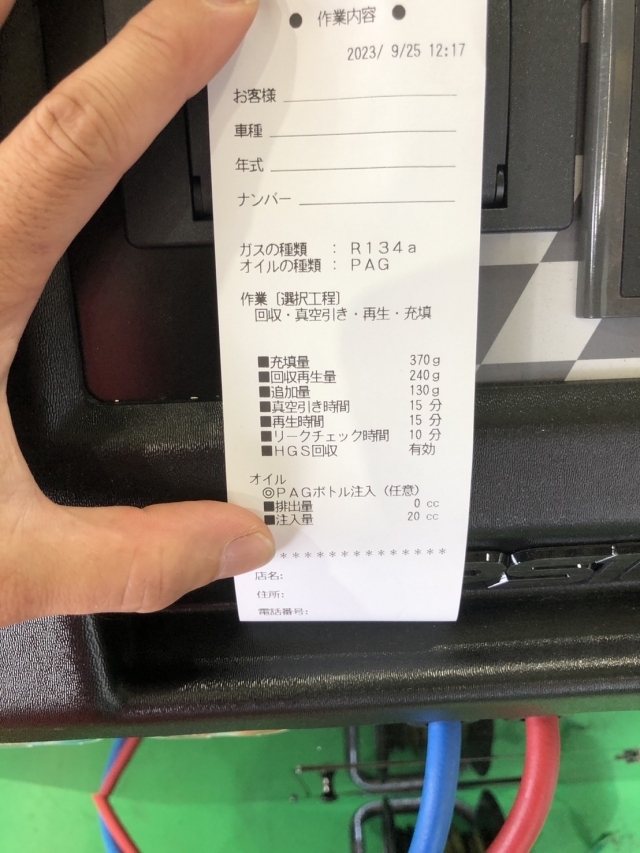 ● 作業内容 ●
2023/ 9/25 12:17
お客様
車種
年式
ナンバー
ガスの種類 : R134a
オイルの種類 : PAG
作業 [選択工程]
回収・真空引き・再生・充填
■充填量 370g
■回収再生量 240g
■追加量 130g
■真空引き時間 15 分
■再生時間 15 分
■リークチェック時間 10 分
■HGS回収 有効
オイル
◎PAGボトル注入 (任意)
■排出量 0 cc
■注入量 20 cc
**************
店名:
住所:
電話番号: